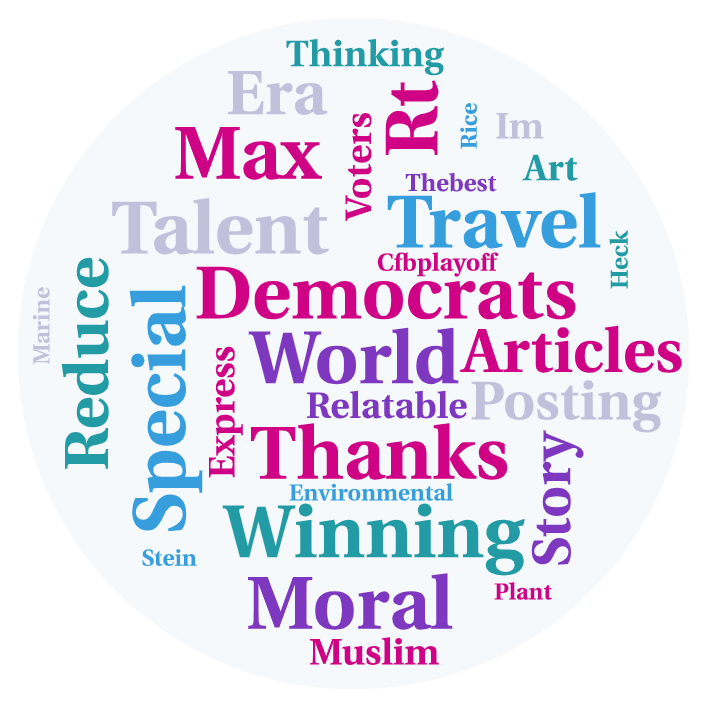 Thinking
Era
Rt
Max
Voters
Rice
Im
Art
Thebest
Talent
Travel
Cfbplayoff
Heck
Democrats
Reduce
Marine
Special
World
Articles
Express
Relatable
Posting
Thanks
Story
Environmental
Winning
Stein
Moral
Plant
Muslim